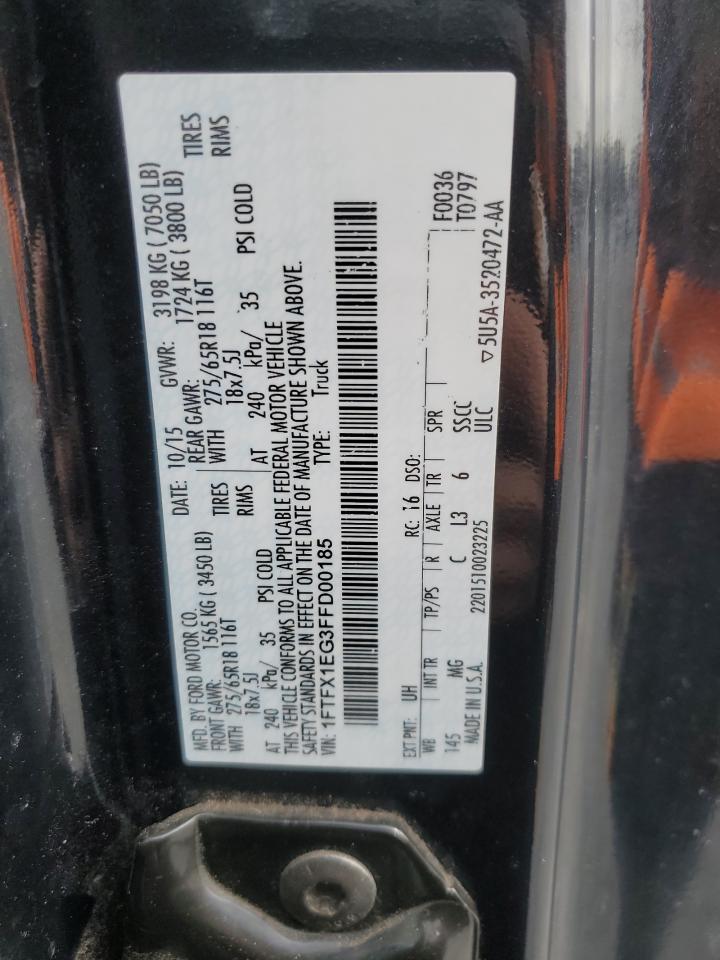 MFD. BY FORD MOTOR CO. DATE: 10/15 GVWR: 3198 KG ( 7050 LB)
FRONT GAWR: 1565 KG ( 3450 LB) REAR GAWR: 1724 KG ( 3800 LB)
WITH 275/65R18 116T TIRES WITH 275/65R18 116T TIRES
18x7.5J RIMS 18x7.5J RIMS
AT 240 kPa/ 35 PSI COLD AT 240 kPa/ 35 PSI COLD
THIS VEHICLE CONFORMS TO ALL APPLICABLE FEDERAL MOTOR VEHICLE
SAFETY STANDARDS IN EFFECT ON THE DATE OF MANUFACTURE SHOWN ABOVE.
VIN: 1FTFX1EG3FFD00185 TYPE: Truck
EXT PNT: UH RC: 16 DSO: F0036
WB INT TR TP/PS R AXLE TR SPR T0797
145 MG C L3 6 SSCC
MADE IN U.S.A. 2201510023225 ULC ▽5U5A-3520472-AA